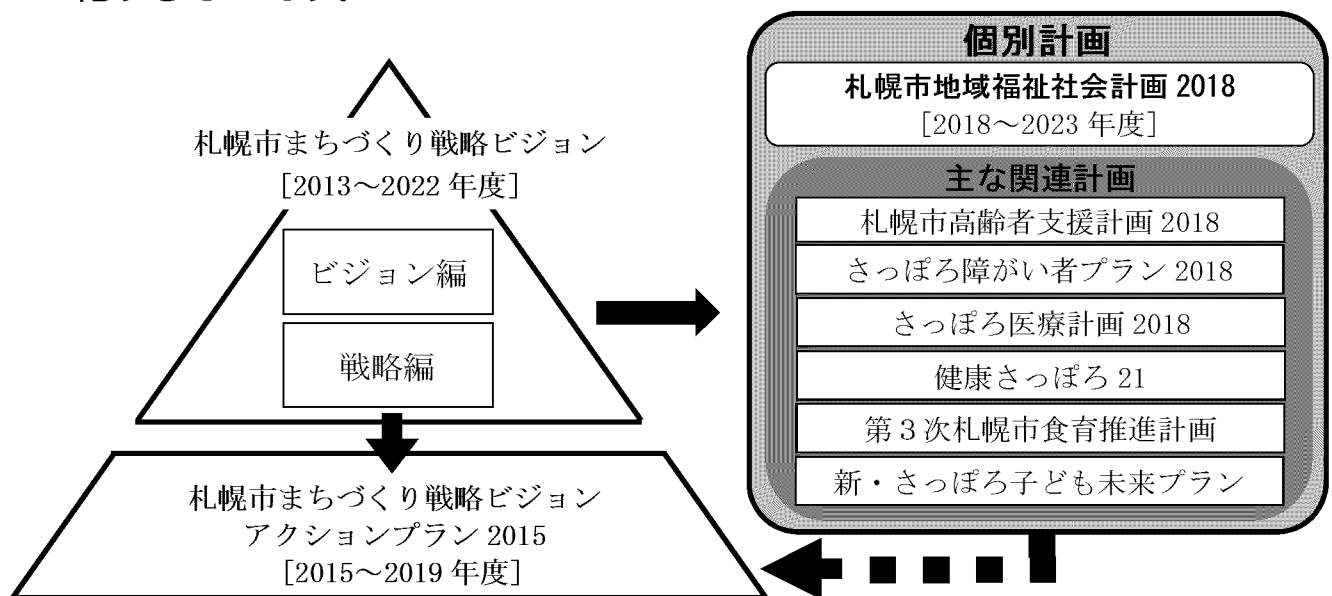 札幌市まちづくり戦略ビジョン
[2013～2022 年度]
ビジョン編
戦略編
札幌市まちづくり戦略ビジョン
アクションプラン 2015
[2015～2019 年度]
個別計画
札幌市地域福祉社会計画 2018
[2018～2023 年度]
主な関連計画
札幌市高齢者支援計画 2018
さっぽろ障がい者プラン 2018
さっぽろ医療計画 2018
健康さっぽろ 21
第３次札幌市食育推進計画
新・さっぽろ子ども未来プラン